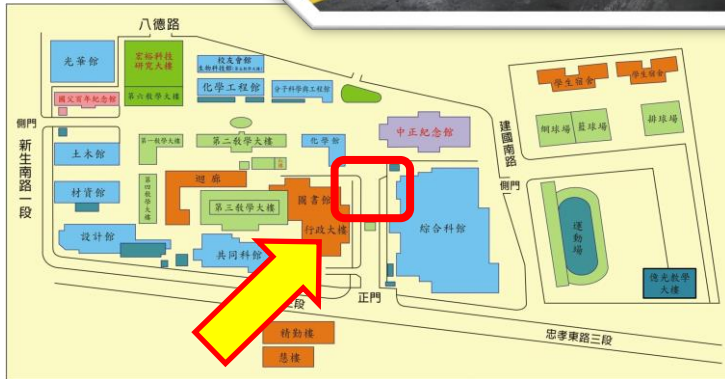 八德路
光華館
宏裕科技
研究大樓
第六教學大樓
國父百年紀念館
校友會館
化學工程館
分子科學與工程館
側門
土木館
第一教學大樓
第二教學大樓
化學館
中正紀念館
新生南路一段
材資館
第四教學大樓
迴廊
第三教學大樓
圖書館
行政大樓
設計館
共同科館
綜合科館
建國南路
側門
學生宿舍
學生宿舍
網球場
籃球場
排球場
運動場
億光教學
大樓
三段
正門
忠孝東路三段
精勤樓
慧樓